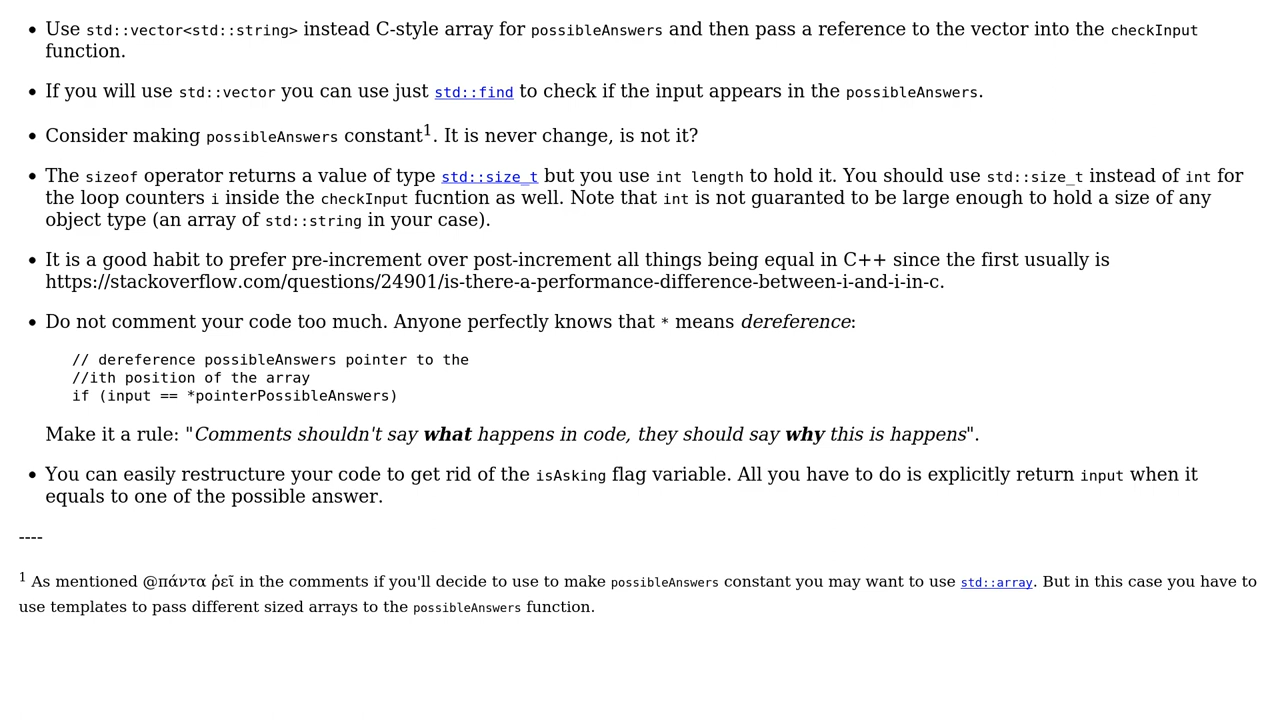 • Use std::vector<std::string> instead C-style array for possibleAnswers and then pass a reference to the vector into the checkInput
function.
• If you will use std::vector you can use just std::find to check if the input appears in the possibleAnswers.
• Consider making possibleAnswers constant1. It is never change, is not it?
• The sizeof operator returns a value of type std::size_t but you use int length to hold it. You should use std::size_t instead of int for
the loop counters i inside the checkInput fucntion as well. Note that int is not guaranted to be large enough to hold a size of any
object type (an array of std::string in your case).
• It is a good habit to prefer pre-increment over post-increment all things being equal in C++ since the first usually is
https://stackoverflow.com/questions/24901/is-there-a-performance-difference-between-i-and-i-in-c.
• Do not comment your code too much. Anyone perfectly knows that * means dereference:
// dereference possibleAnswers pointer to the
//ith position of the array
if (input == *pointerPossibleAnswers)
Make it a rule: "Comments shouldn't say what happens in code, they should say why this is happens".
• You can easily restructure your code to get rid of the isAsking flag variable. All you have to do is explicitly return input when it
equals to one of the possible answer.
----
1 As mentioned @πάντα ῥεῖ in the comments if you'll decide to use to make possibleAnswers constant you may want to use std::array. But in this case you have to
use templates to pass different sized arrays to the possibleAnswers function.